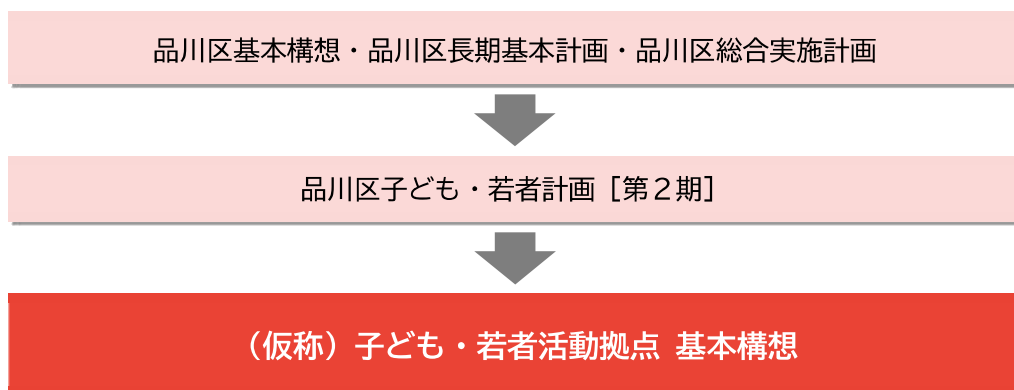 品川区基本構想・品川区長期基本計画・品川区総合実施計画
品川区子ども・若者計画［第２期］
（仮称）子ども・若者活動拠点 基本構想